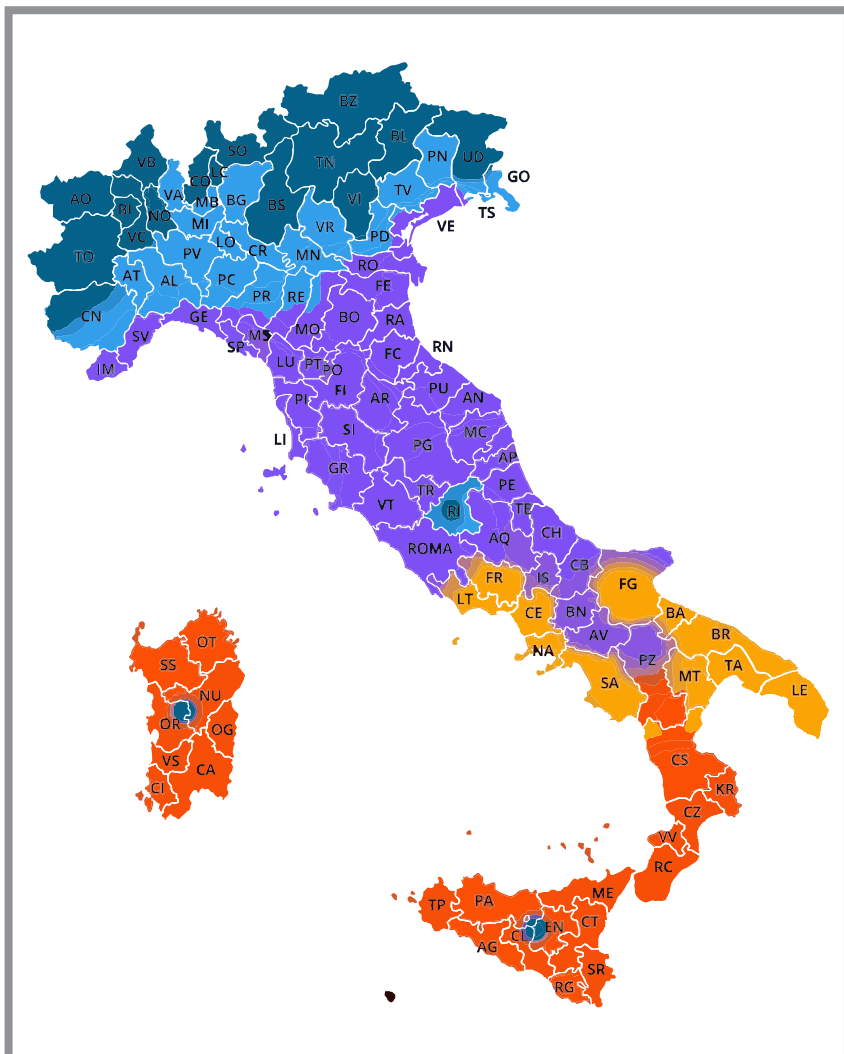 BZ
BL
SO
TN
UD
PN
VB
LC
CO
GO
AO
VA
MB
BG
BS
VI
TV
BI
NO
TS
MI
VR
VE
VC
LO
PD
TO
PV
CR
MN
RO
AT
AL
PC
PR
RE
FE
CN
GE
BO
RA
SV
MS
MO
SP
RN
LU
PT
PO
FC
IM
FI
PU
PI
AR
AN
SI
MC
LI
PG
AP
GR
TR
PE
VT
RI
TE
AQ
CH
ROMA
CB
FR
IS
FG
LT
CE
BN
BA
AV
BR
OT
NA
PZ
SS
TA
MT
NU
SA
LE
OR
OG
VS
CA
CS
CI
KR
CZ
VV
RC
ME
PA
TP
CT
EN
CL
AG
SR
RG